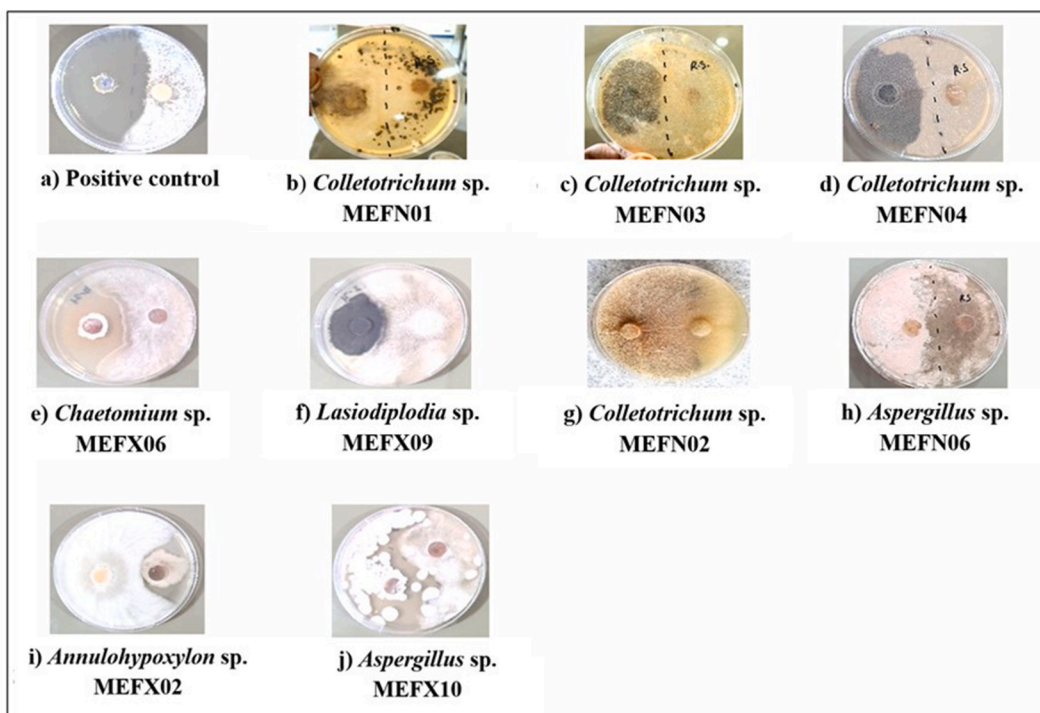 a) Positive control
b) Colletotrichum sp.
MEFN01
c) Colletotrichum sp.
MEFN03
d) Colletotrichum sp.
MEFN04
R.S.
R.S
e) Chaetomium sp.
MEFX06
f) Lasiodiplodia sp.
MEFX09
g) Colletotrichum sp.
MEFN02
h) Aspergillus sp.
MEFN06
RS
i) Annulohypoxylon sp.
MEFX02
j) Aspergillus sp.
MEFX10